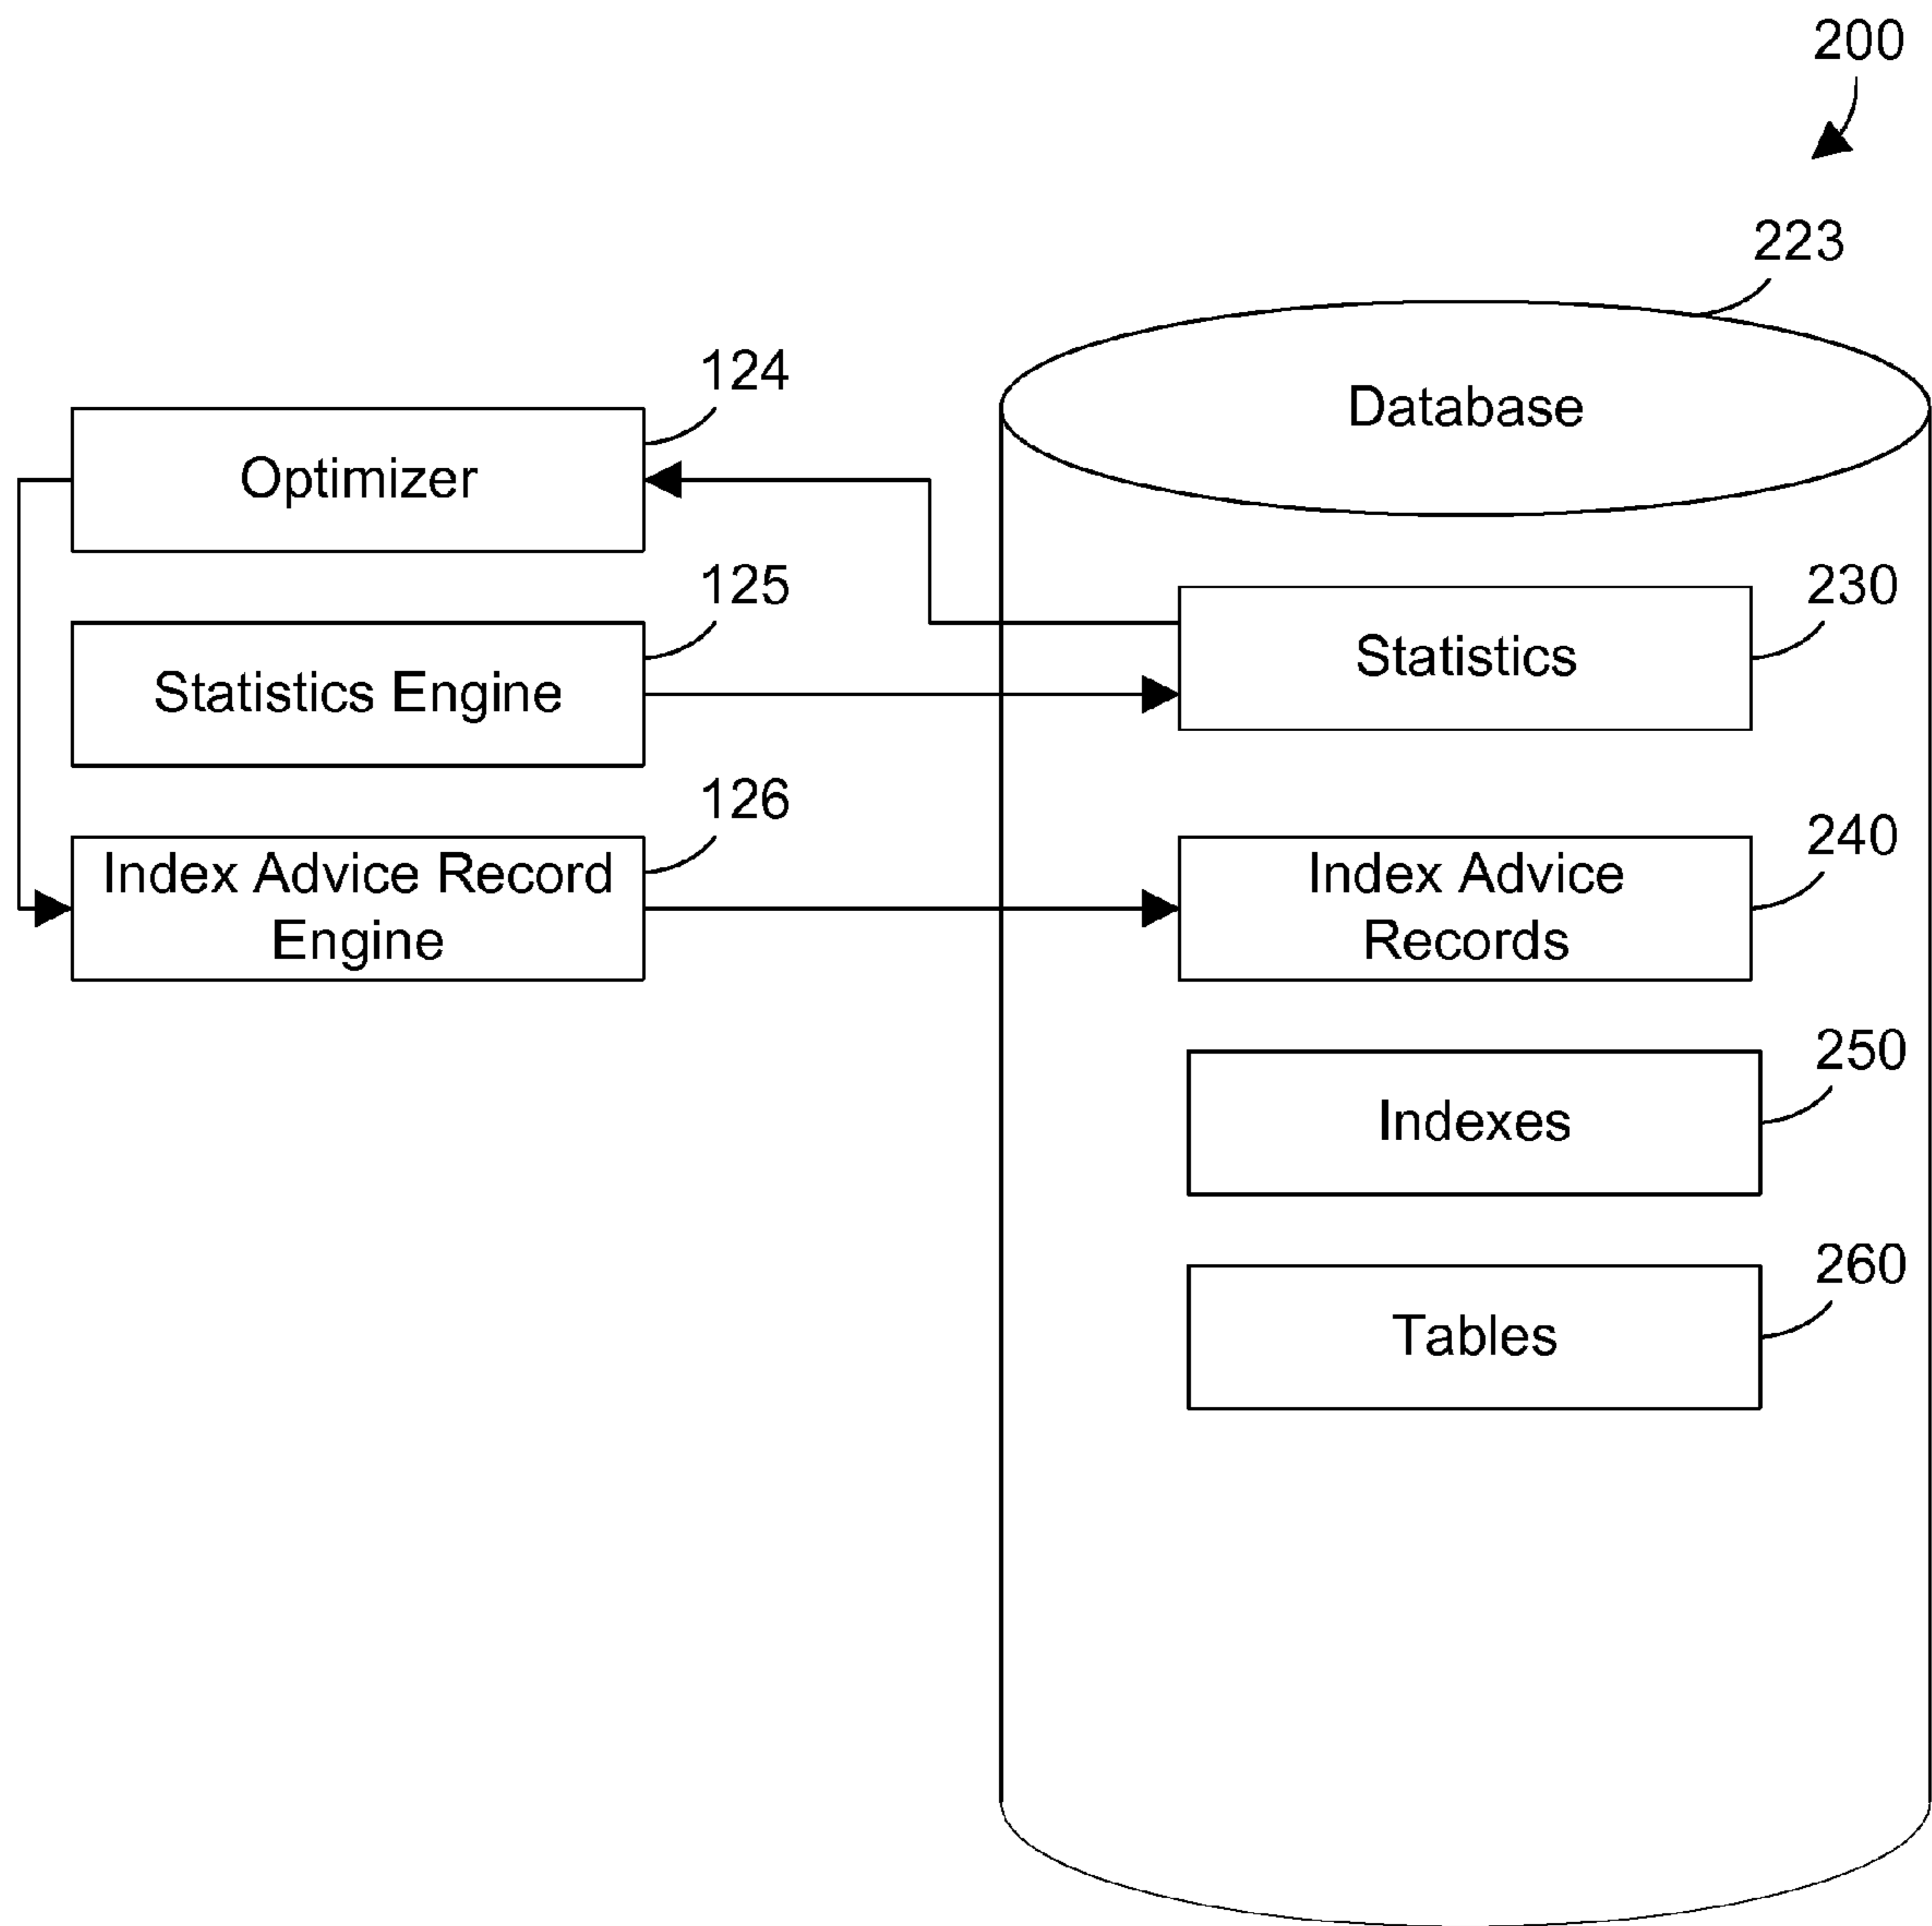 200
223
Database
124
Optimizer
125
Statistics Engine
230
Statistics
126
Index Advice Record
Engine
240
Index Advice
Records
250
Indexes
260
Tables